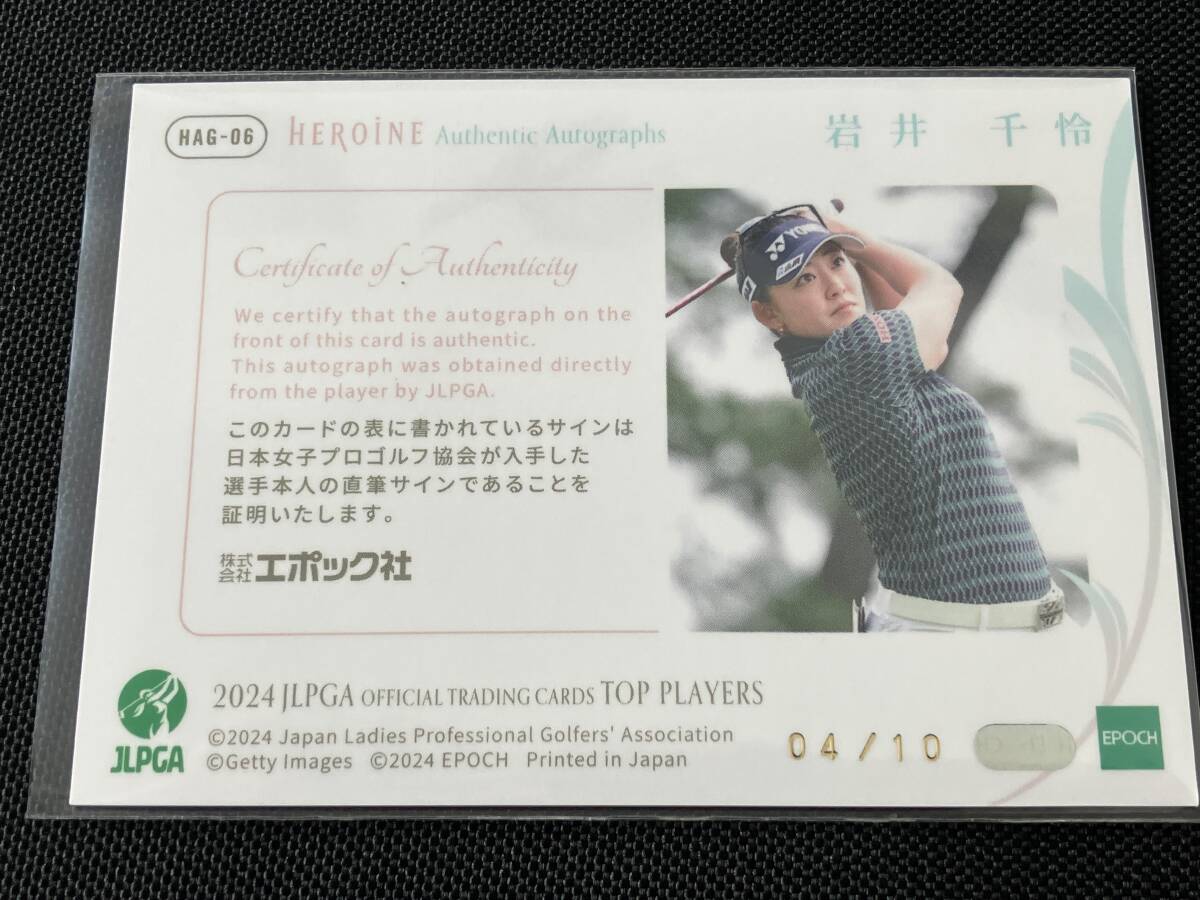 HAG-06 HEROiNE Authentic Autographs 岩井 千怜
Certificate of Authenticity
We certify that the autograph on the
front of this card is authentic.
This autograph was obtained directly
from the player by JLPGA.
このカードの表に書かれているサインは
日本女子プロゴルフ協会が入手した
選手本人の直筆サインであることを
証明いたします。
株式会社エポック社
2024 JLPGA OFFICIAL TRADING CARDS TOP PLAYERS
©2024 Japan Ladies Professional Golfers' Association
©Getty Images ©2024 EPOCH Printed in Japan
JLPGA
04/10
EPOCH